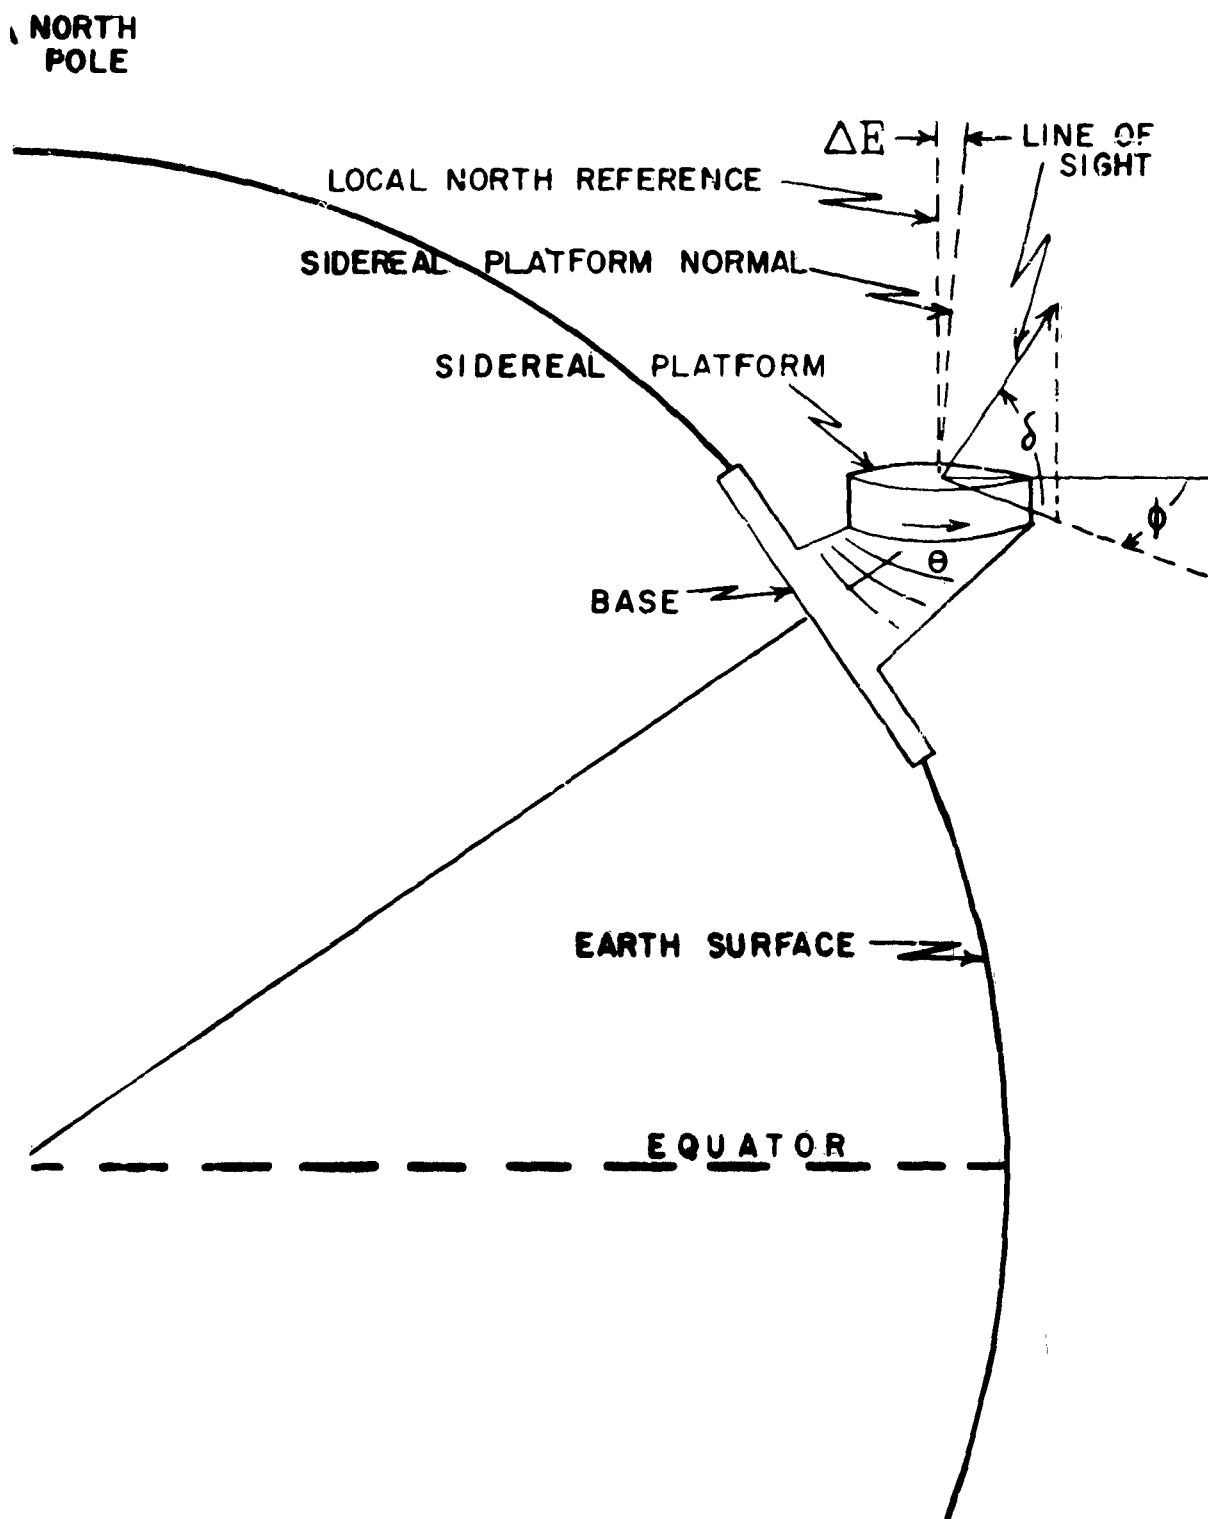 NORTH
POLE
ΔE
LINE OF
SIGHT
LOCAL NORTH REFERENCE
SIDEREAL PLATFORM NORMAL
SIDEREAL PLATFORM
δ
ϕ
θ
BASE
EARTH SURFACE
EQUATOR